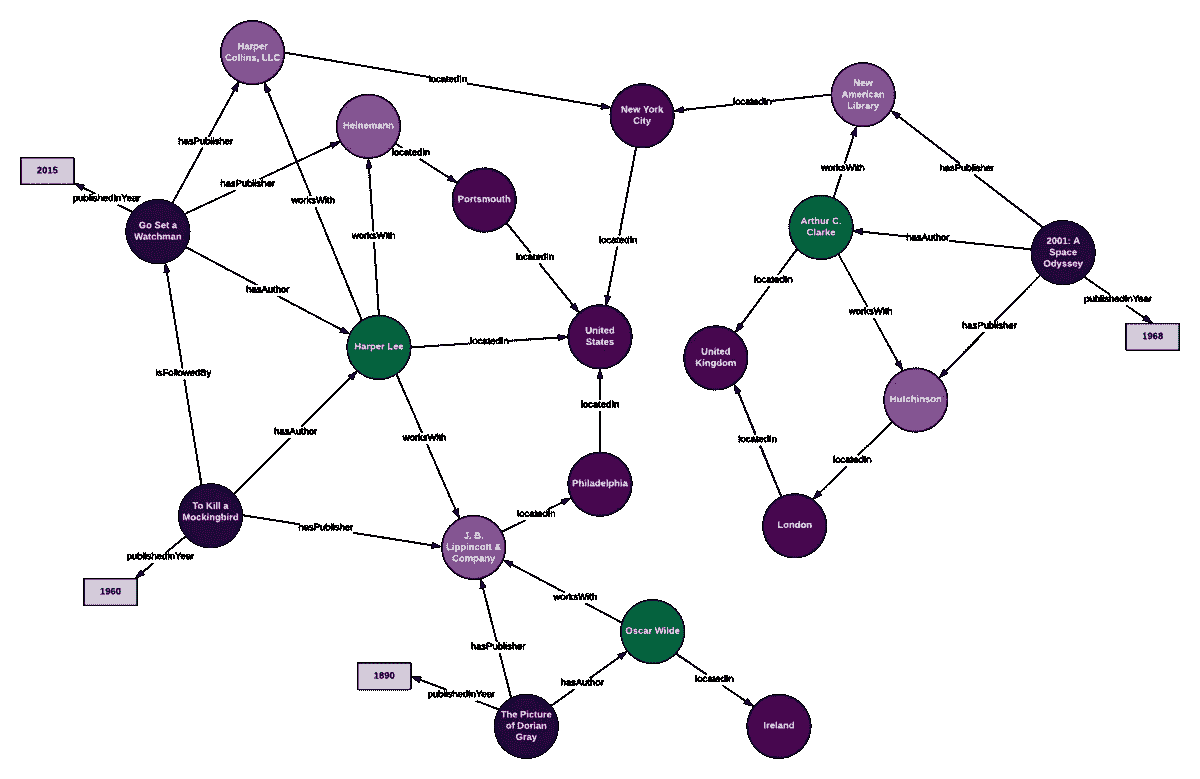 Harper
Collins, LLC
locatedIn
New York
City
locatedIn
New
American
Library
hasPublisher
Heinemann
locatedIn
worksWith
hasPublisher
2015
hasPublisher
publishedInYear
worksWith
Portsmouth
Go Set a
Watchman
worksWith
locatedIn
locatedIn
Arthur C.
Clarke
hasAuthor
2001: A
Space
Odyssey
hasAuthor
locatedIn
publishedInYear
worksWith
hasPublisher
1968
Harper Lee
locatedIn
United
States
United
Kingdom
isFollowedBy
locatedIn
Hutchinson
hasAuthor
worksWith
locatedIn
locatedIn
Philadelphia
To Kill a
Mockingbird
hasPublisher
locatedIn
London
publishedInYear
J. B.
Lippincott &
Company
1960
worksWith
Oscar Wilde
hasPublisher
1890
publishedInYear
hasAuthor
locatedIn
The Picture
of Dorian
Gray
Ireland